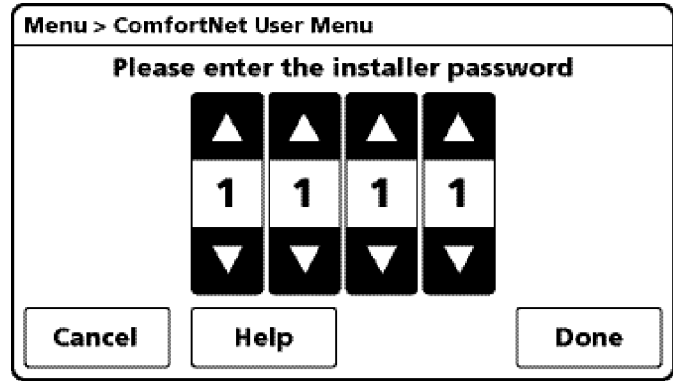 Menu > ComfortNet User Menu
Please enter the installer password
1 1 1 1
Cancel Help Done